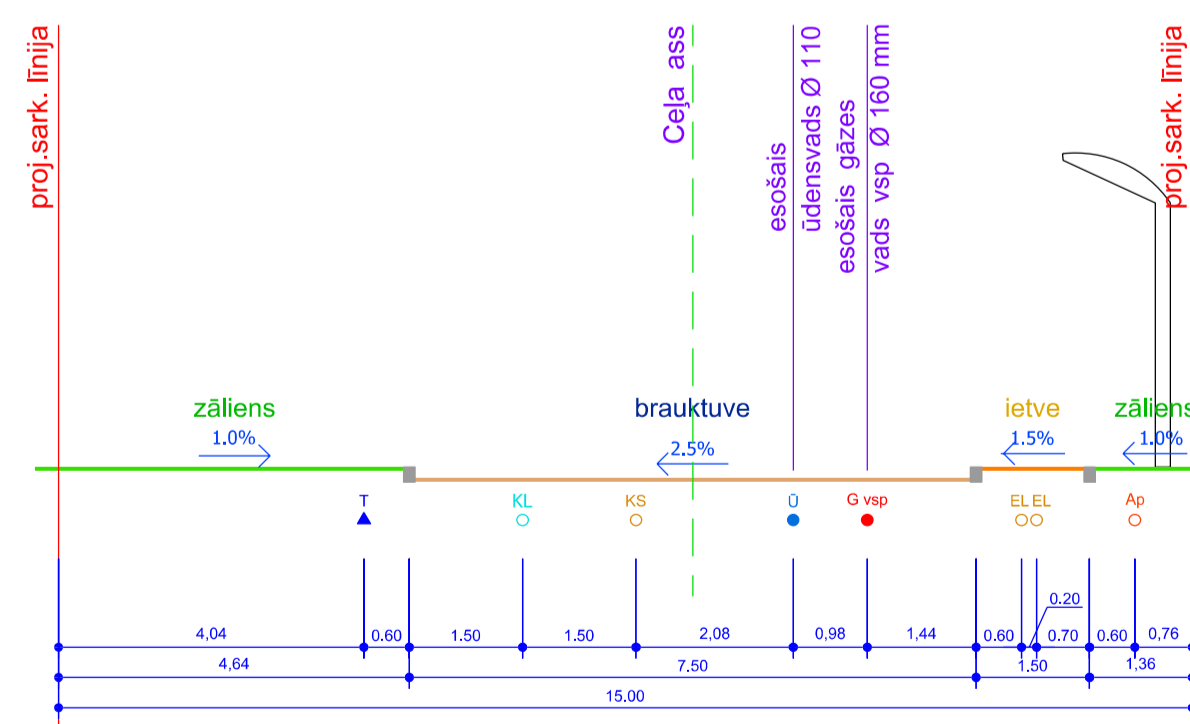 proj.sark. līnija
Ceļa ass
esošais
ūdensvads Ø 110
esošais gāzes
vads vsp Ø 160 mm
proj.sark. līnija
zāliens
brauktuve
ietve
zāliens
1.0%
2.5%
1.5%
1.0%
T
KL
KS
Ū
G vsp
EL EL
Ap
0.20
4,04
0.60
1.50
1.50
2,08
0,98
1,44
0.60
0.70
0.60
0,76
4,64
7.50
1.50
1,36
15.00